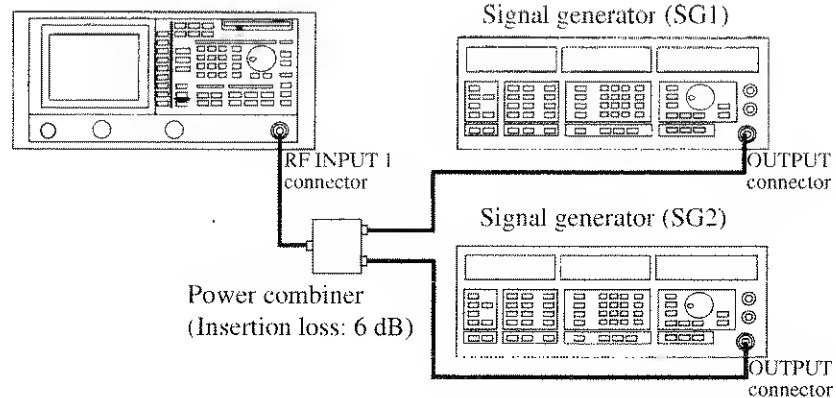 Signal generator (SG1)
RF INPUT 1
connector
OUTPUT
connector
Signal generator (SG2)
Power combiner
(Insertion loss: 6 dB)
OUTPUT
connector